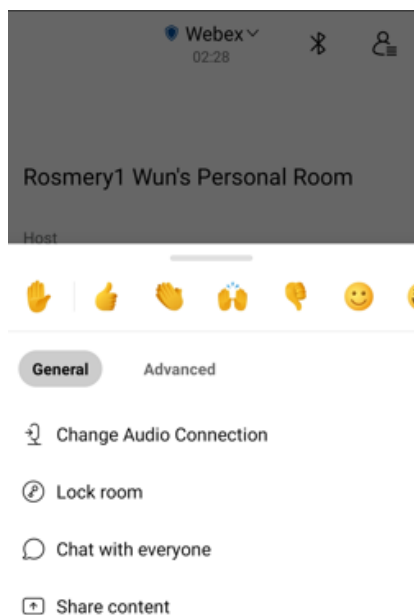 Webex
02:28
Rosmery1 Wun's Personal Room
Host
General Advanced
Change Audio Connection
Lock room
Chat with everyone
Share content